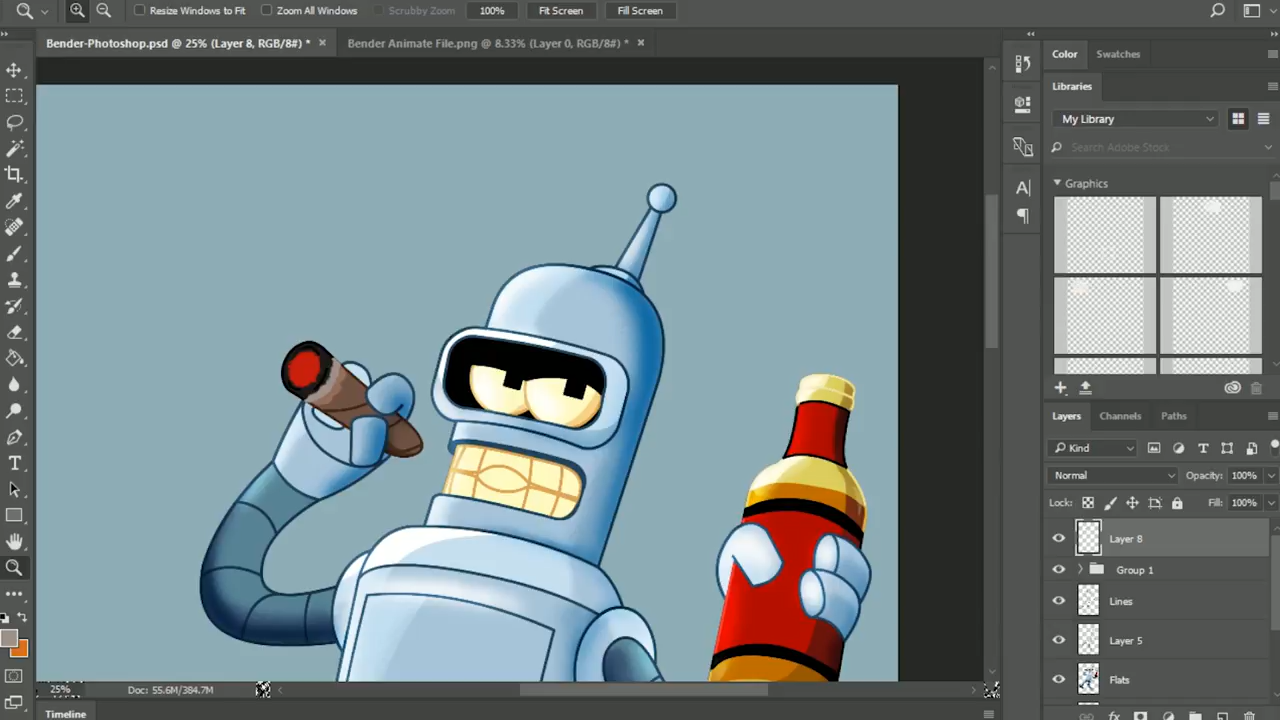 Resize Windows to Fit Zoom All Windows Scrubby Zoom 100% Fit Screen Fill Screen
Bender-Photoshop.psd @ 25% (Layer 8, RGB/8#) * × Bender Animate File.png @ 8.33% (Layer 0, RGB/8#) * ×
Color Swatches
Libraries
My Library
Search Adobe Stock
Graphics
Layers Channels Paths
Kind
Normal Opacity: 100%
Lock: Fill: 100%
Layer 8
Group 1
Lines
Layer 5
Flats
25% Doc: 55.6M/384.7M
Timeline